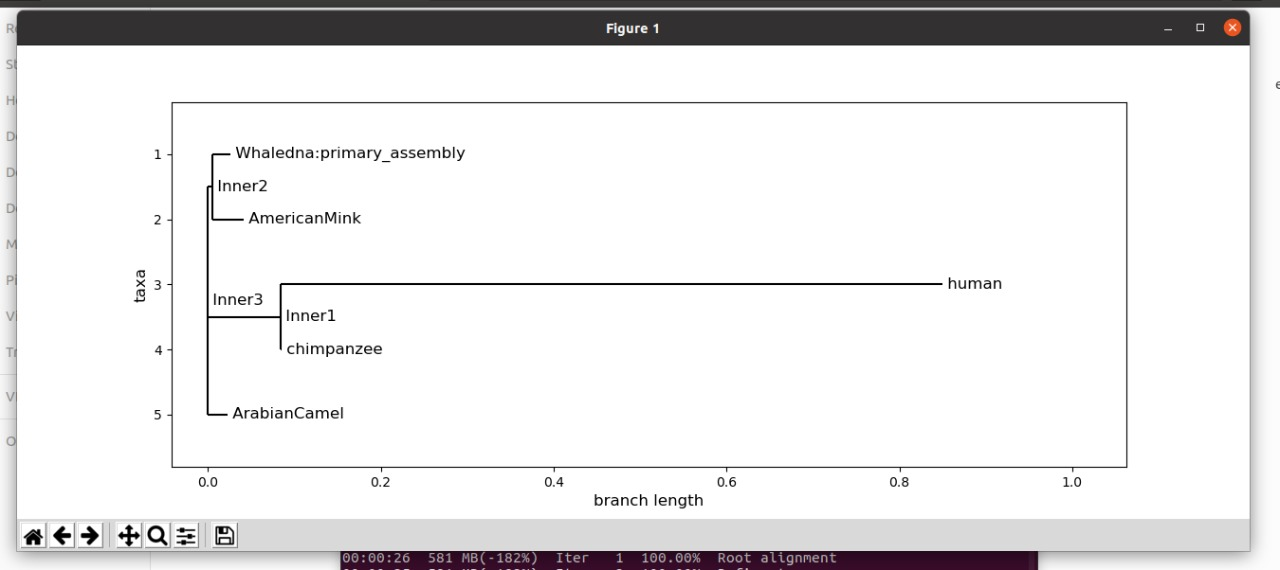 Figure 1
1
Whaledna:primary_assembly
Inner2
2
AmericanMink
taxa
3
human
Inner3
Inner1
4
chimpanzee
5
ArabianCamel
0.0 0.2 0.4 0.6 0.8 1.0
branch length
00:00:26 581 MB(-182%) Iter 1 100.00% Root alignment